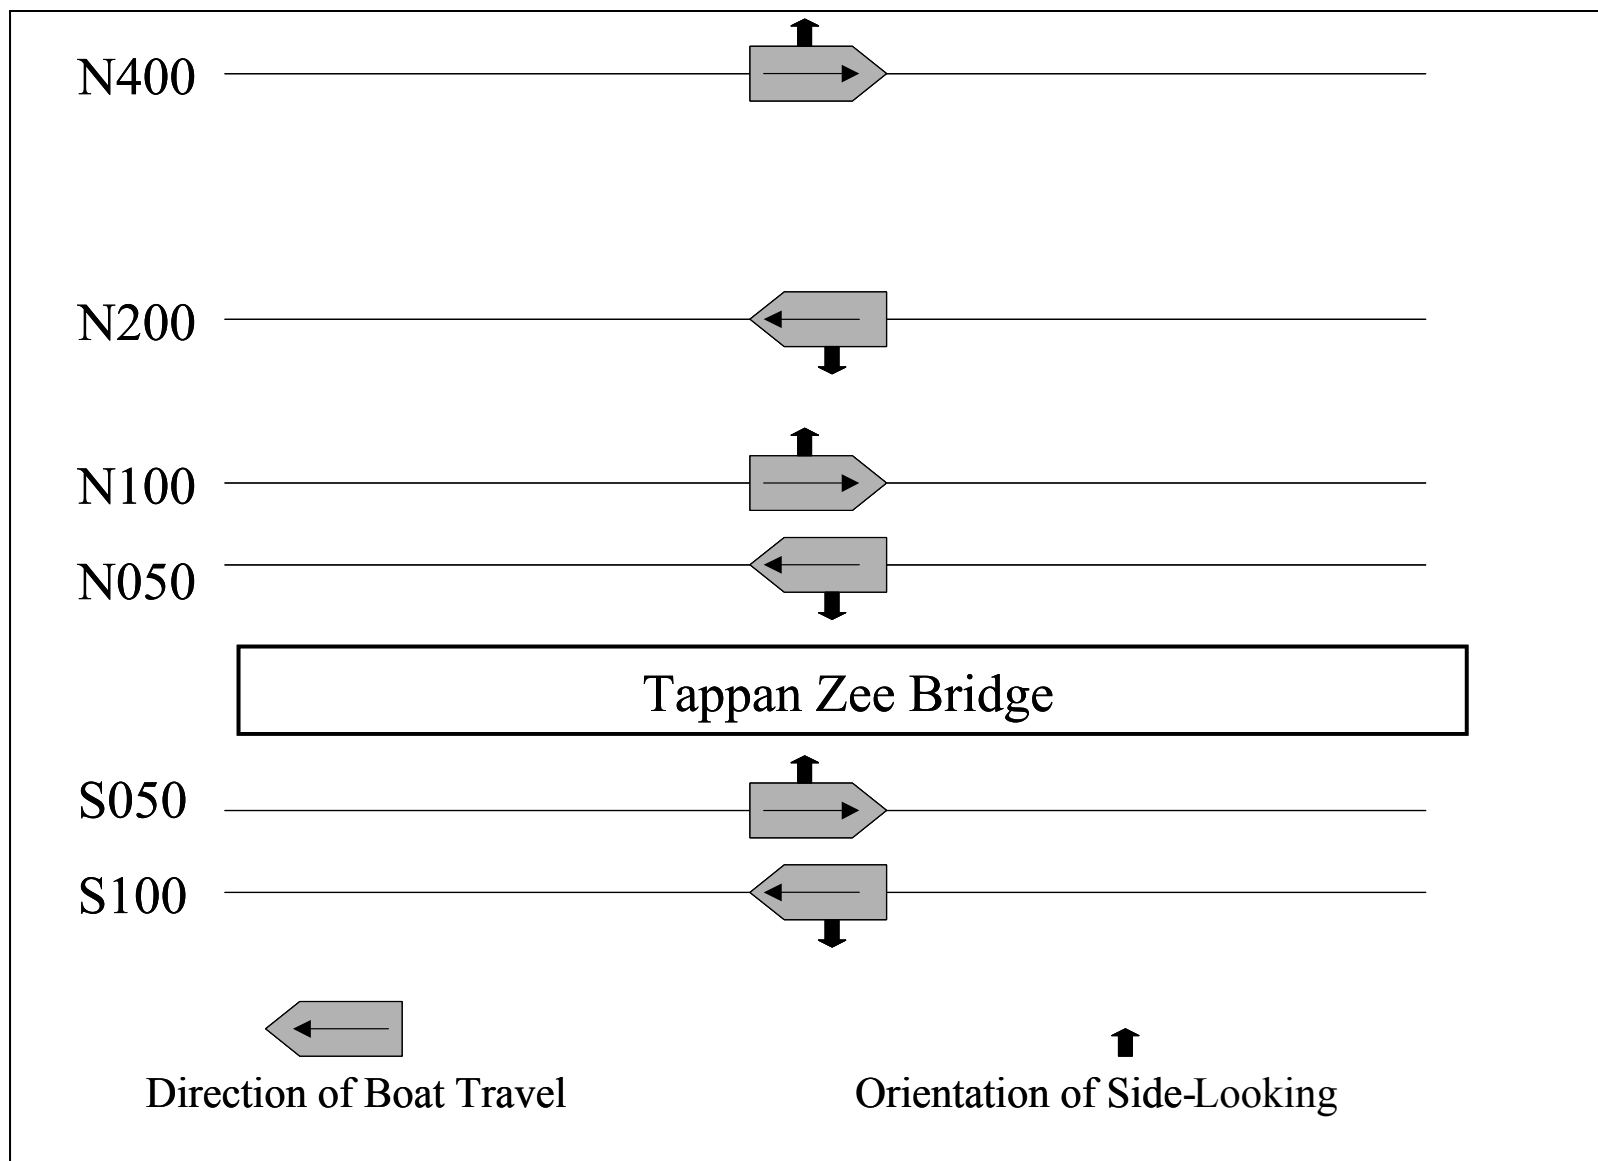 N400
N200
N100
N050
Tappan Zee Bridge
S050
S100
Direction of Boat Travel
Orientation of Side-Looking